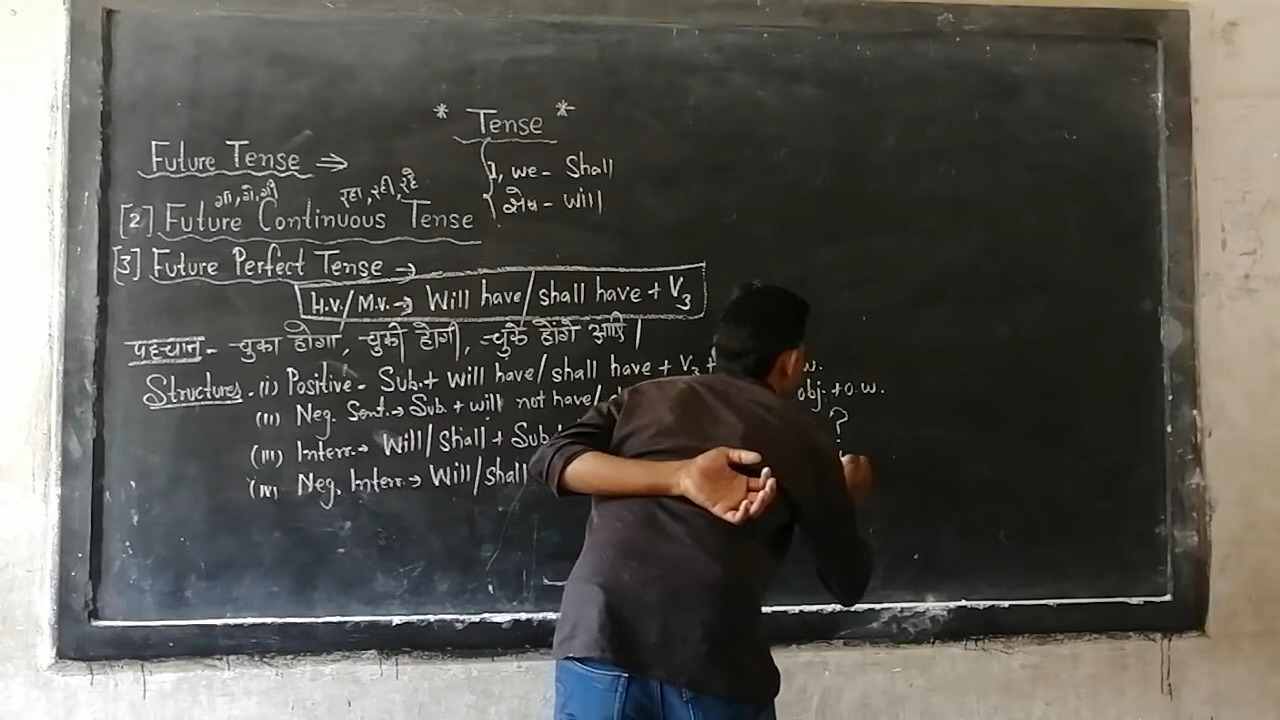 * Tense *
Future Tense ⇒
I, we - Shall
शेष - Will
गा, गे, गी रहा, रही, रहे
[2] Future Continuous Tense
[3] Future Perfect Tense →
H.V./M.V. → Will have/shall have + V3
पहचान - चुका होगा, चुकी होगी, चुके होंगे आदि।
Structures - (i) Positive - Sub. + will have/shall have + V3 + w.
(ii) Neg. Sent. → Sub. + will not have/ obj. + o.w.
(iii) Interr. → Will/Shall + Sub ?
(iv) Neg. Interr. → Will/Shall